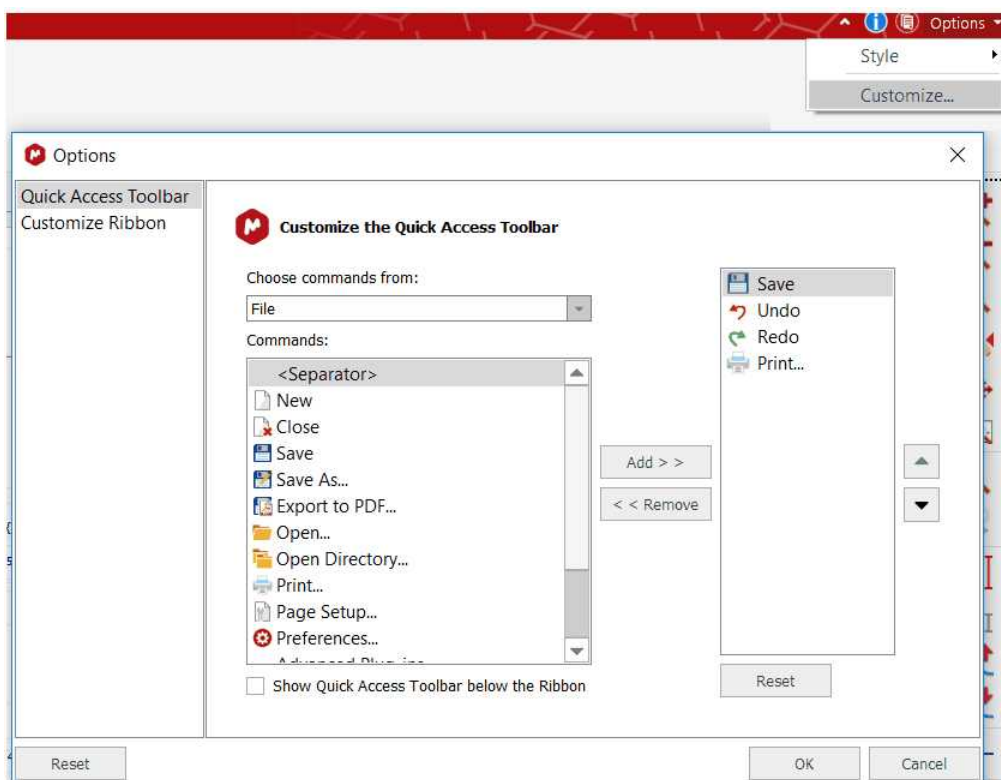 Options
Style
Customize...
Options
Quick Access Toolbar
Customize Ribbon
Customize the Quick Access Toolbar
Choose commands from:
File
Commands:
<Separator>
New
Close
Save
Save As...
Export to PDF...
Open...
Open Directory...
Print...
Page Setup...
Preferences...
Add > >
< < Remove
Save
Undo
Redo
Print...
Show Quick Access Toolbar below the Ribbon
Reset
Reset
OK
Cancel